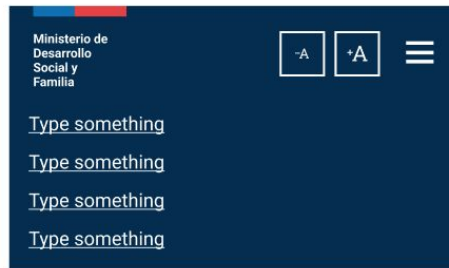 Ministerio de
Desarrollo
Social y
Familia
-A
+A
Type something
Type something
Type something
Type something